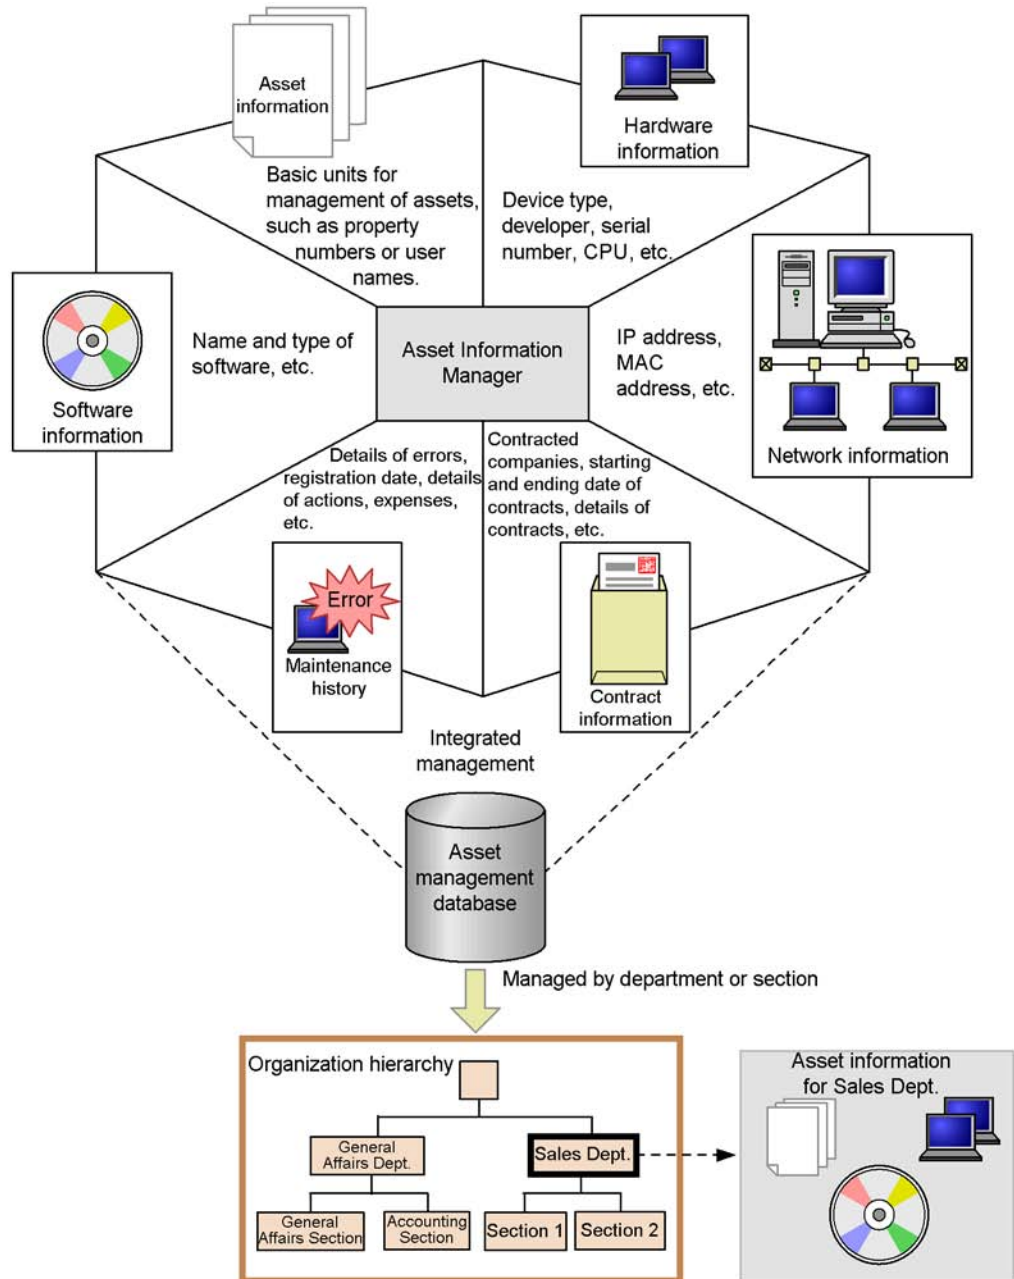 Asset
information
Hardware
information
Basic units for
management of assets,
such as property
numbers or user
names.
Device type,
developer, serial
number, CPU, etc.
Name and type of
software, etc.
Asset Information
Manager
IP address,
MAC
address, etc.
Software
information
Network information
Details of errors,
registration date, details
of actions, expenses,
etc.
Contracted
companies, starting
and ending date of
contracts, details of
contracts, etc.
Error
Maintenance
history
Contract
information
Integrated
management
Asset
management
database
Managed by department or section
Organization hierarchy
Asset information
for Sales Dept.
General
Affairs Dept.
Sales Dept.
General
Affairs Section
Accounting
Section
Section 1
Section 2